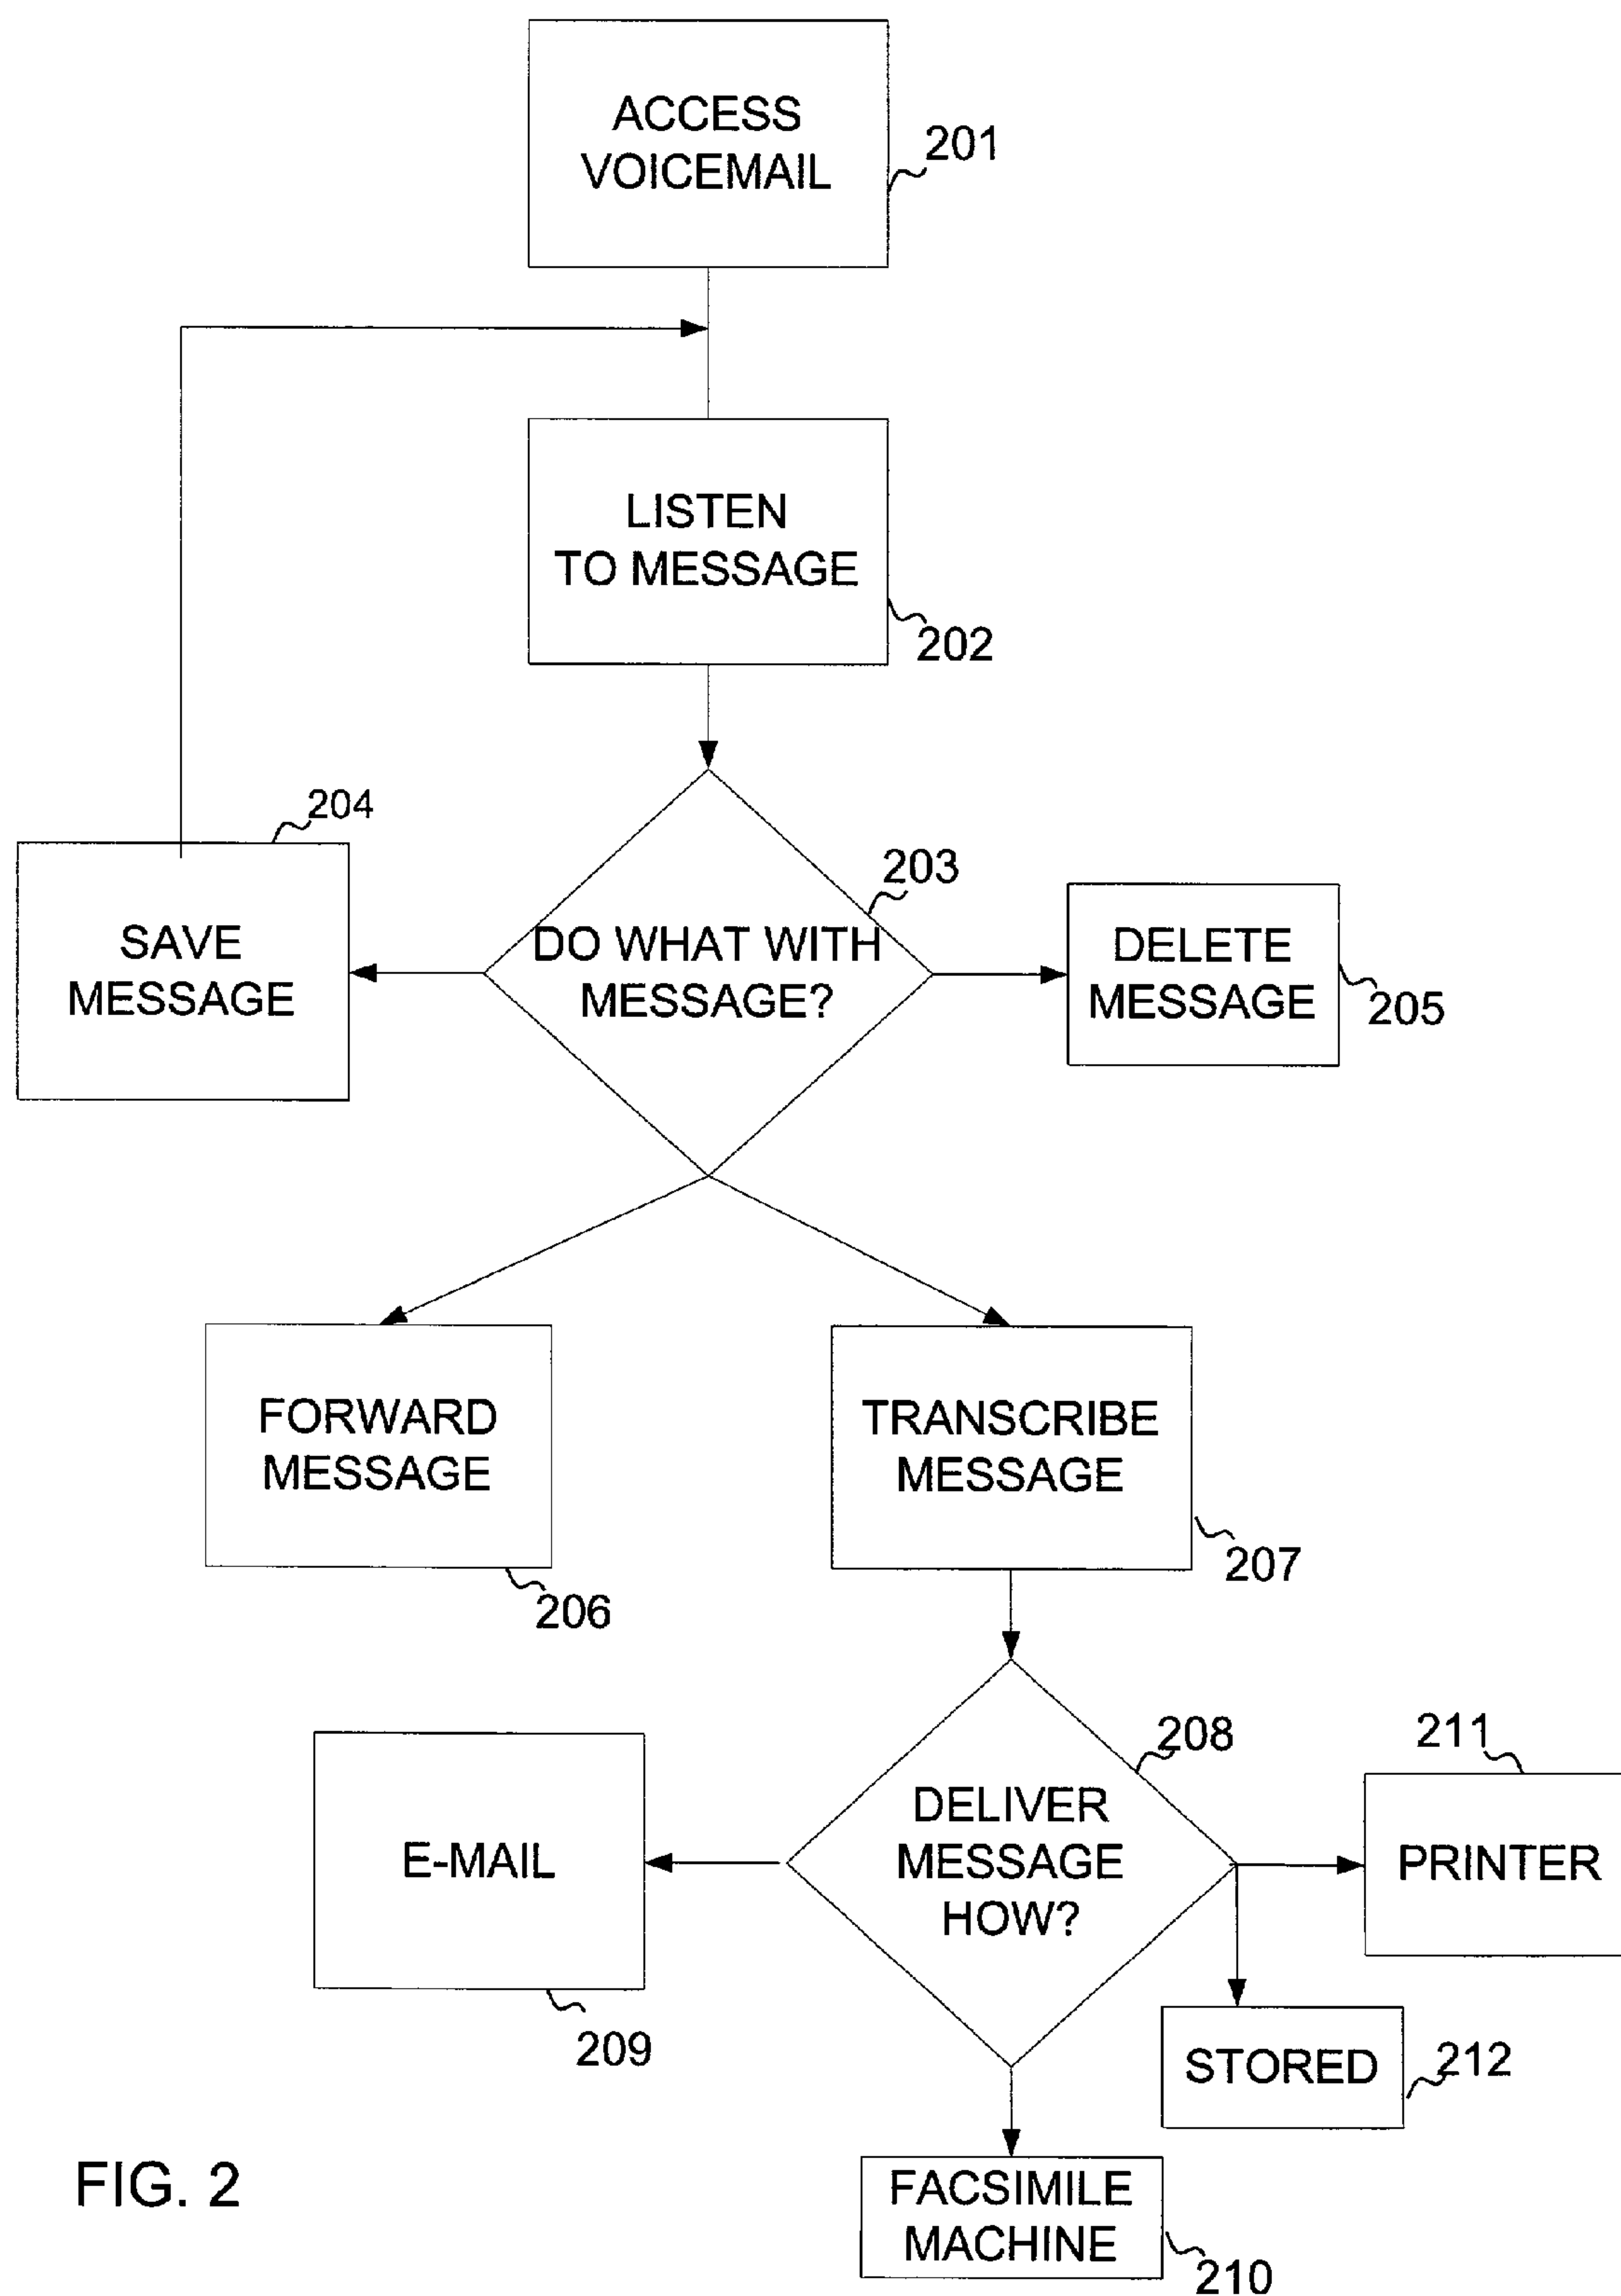 ACCESS
VOICEMAIL
201
LISTEN
TO MESSAGE
202
204
SAVE
MESSAGE
203
DO WHAT WITH
MESSAGE?
DELETE
MESSAGE
205
FORWARD
MESSAGE
206
TRANSCRIBE
MESSAGE
207
208
DELIVER
MESSAGE
HOW?
E-MAIL
209
211
PRINTER
STORED
212
FACSIMILE
MACHINE
210
FIG. 2